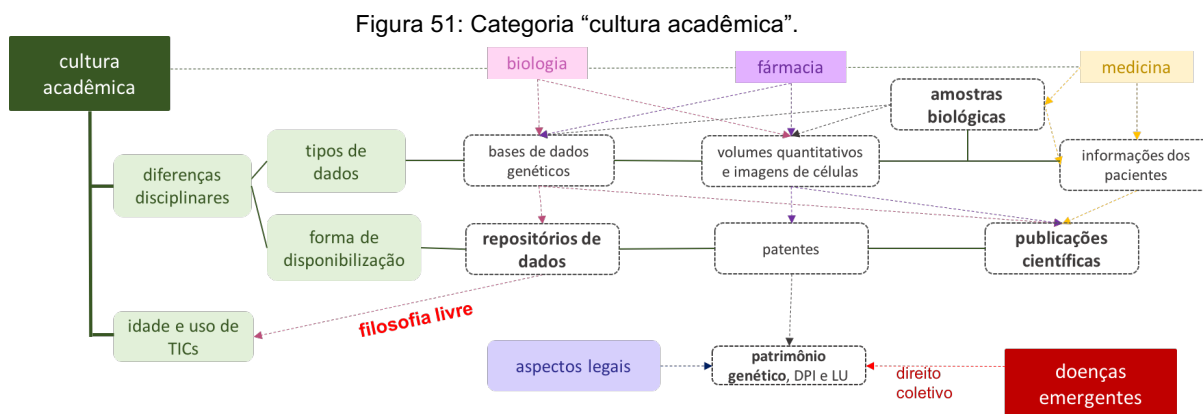 Figura 51: Categoria “cultura acadêmica”.
cultura
acadêmica
biologia
fármacia
medicina
amostras
biológicas
diferenças
disciplinares
tipos de
dados
bases de dados
genéticos
volumes quantitativos
e imagens de células
informações dos
pacientes
forma de
disponibilização
repositórios de
dados
patentes
publicações
científicas
idade e uso de
TICs
filosofia livre
aspectos legais
patrimônio
genético, DPI e LU
direito
coletivo
doenças
emergentes